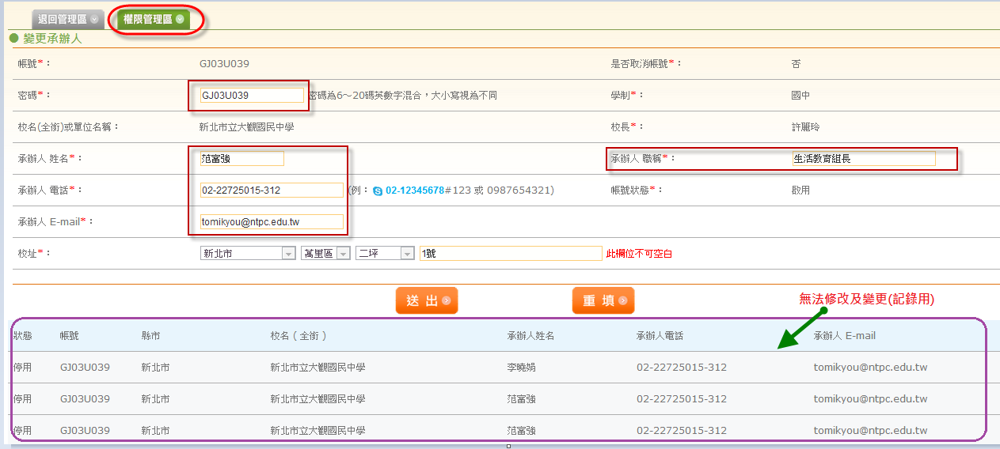 退回管理區 權限管理區
變更承辦人
帳號*： GJ03U039 是否取消帳號*： 否
密碼*： GJ03U039 密碼為6～20碼英數字混合，大小寫視為不同 學制*： 國中
校名(全銜)或單位名稱： 新北市立大觀國民中學 校長*： 許麗玲
承辦人 姓名*： 范富強 承辦人 職稱*： 生活教育組長
承辦人 電話*： 02-22725015-312 (例： 02-12345678#123 或 0987654321) 帳號狀態*： 啟用
承辦人 E-mail*： tomikyou@ntpc.edu.tw
校址*： 新北市 萬里區 二坪 1號 此欄位不可空白
送出 重填 無法修改及變更(記錄用)
狀態 帳號 縣市 校名（全銜） 承辦人姓名 承辦人電話 承辦人 E-mail
停用 GJ03U039 新北市 新北市立大觀國民中學 李曉娟 02-22725015-312 tomikyou@ntpc.edu.tw
停用 GJ03U039 新北市 新北市立大觀國民中學 范富強 02-22725015-312 tomikyou@ntpc.edu.tw
停用 GJ03U039 新北市 新北市立大觀國民中學 范富強 02-22725015-312 tomikyou@ntpc.edu.tw